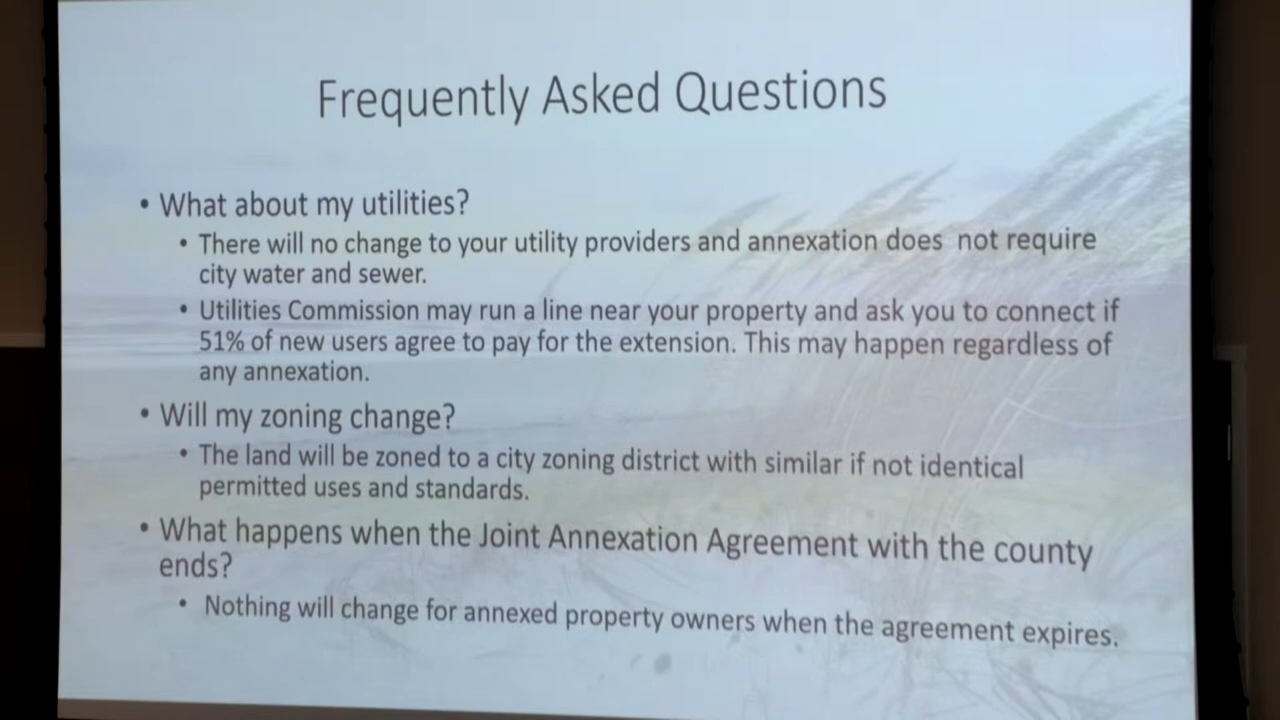 Frequently Asked Questions
• What about my utilities?
• There will no change to your utility providers and annexation does not require
city water and sewer.
• Utilities Commission may run a line near your property and ask you to connect if
51% of new users agree to pay for the extension. This may happen regardless of
any annexation.
• Will my zoning change?
• The land will be zoned to a city zoning district with similar if not identical
permitted uses and standards.
• What happens when the Joint Annexation Agreement with the county
ends?
• Nothing will change for annexed property owners when the agreement expires.